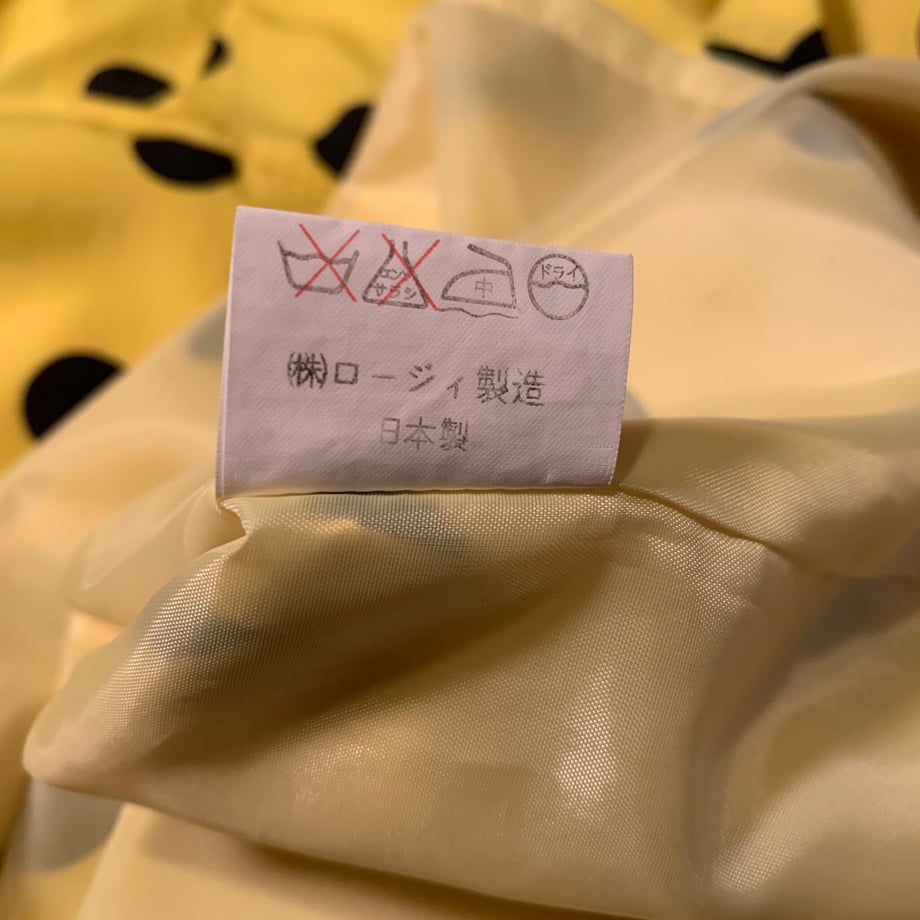 エンソ サラシ 中 ドライ
㈱ロージィ製造
日本製